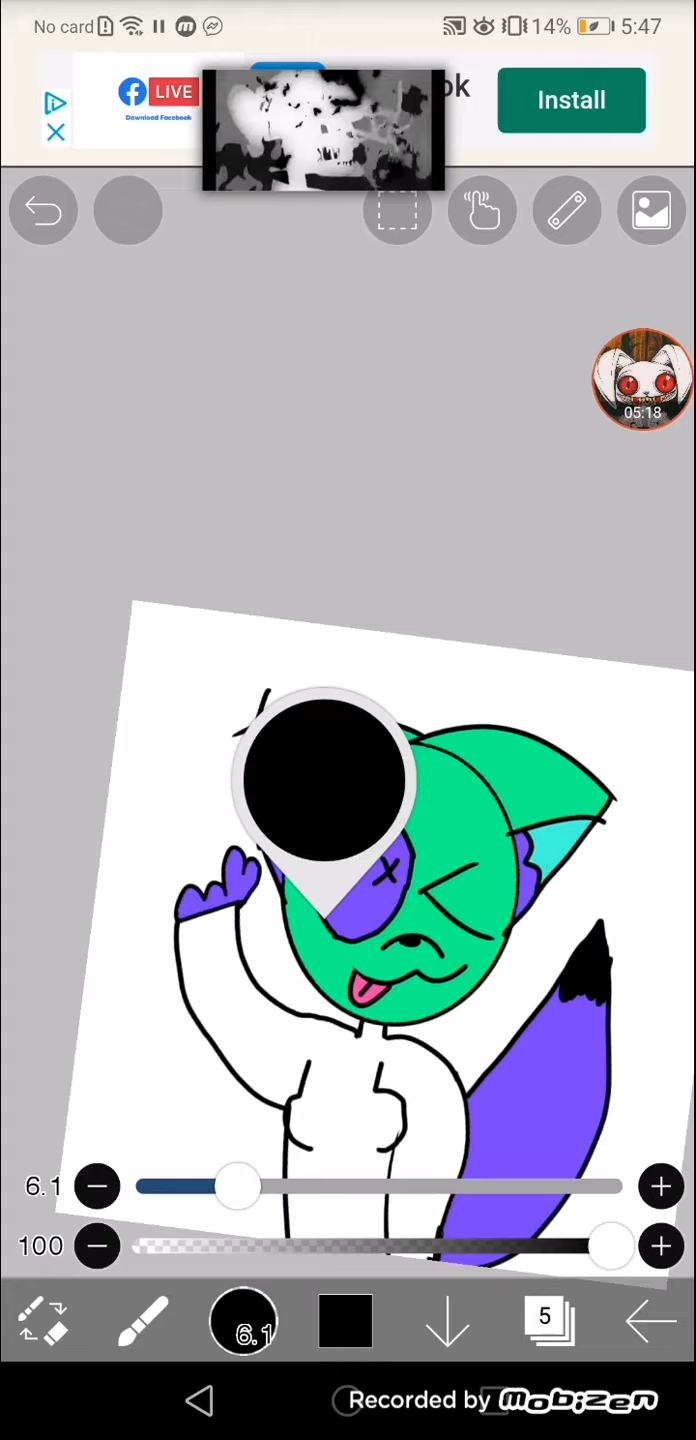 No card 14% 5:47
LIVE
Download Facebook
ok
Install
05:18
6.1
100
6.1
5
Recorded by mobizen